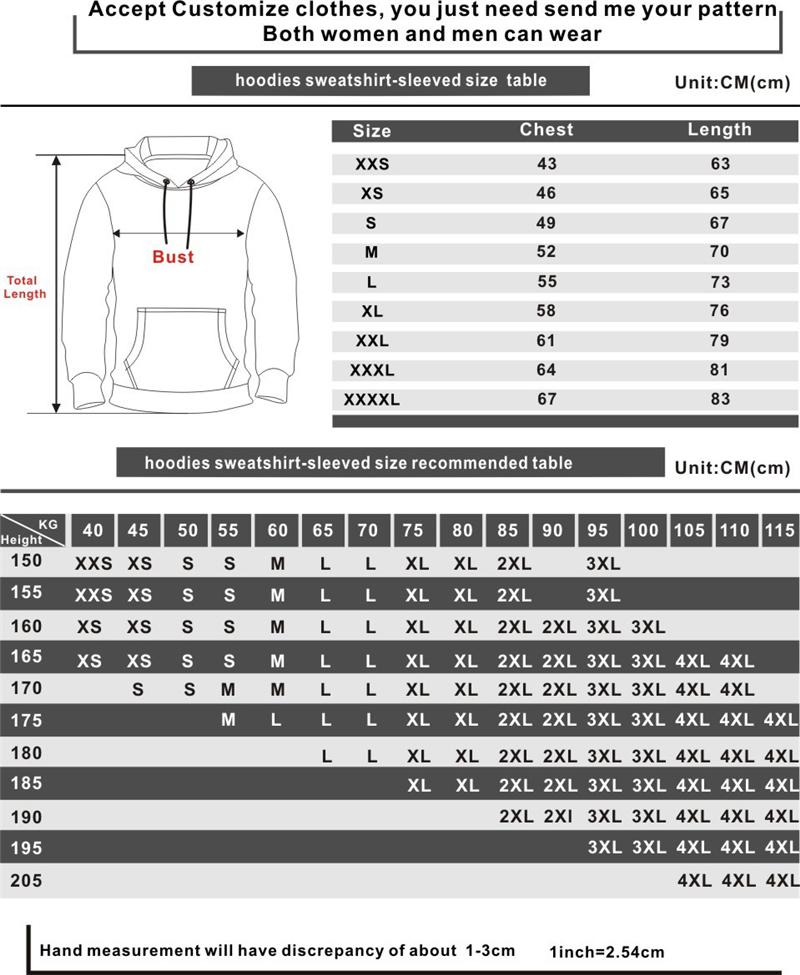 Accept Customize clothes, you just need send me your pattern,
Both women and men can wear
hoodies sweatshirt-sleeved size table
Unit:CM(cm)
Size Chest Length
XXS 43 63
XS 46 65
S 49 67
M 52 70
L 55 73
XL 58 76
XXL 61 79
XXXL 64 81
XXXXL 67 83
Bust
Total
Length
hoodies sweatshirt-sleeved size recommended table
Unit:CM(cm)
KG 40 45 50 55 60 65 70 75 80 85 90 95 100 105 110 115
Height
150 XXS XS S S M L L XL XL 2XL 3XL
155 XXS XS S S M L L XL XL 2XL 3XL
160 XS XS S S M L L XL XL 2XL 2XL 3XL 3XL
165 XS XS S S M L L XL XL 2XL 2XL 3XL 3XL 4XL 4XL
170 S S M M L L XL XL 2XL 2XL 3XL 3XL 4XL 4XL
175 M L L L XL XL 2XL 2XL 3XL 3XL 4XL 4XL 4XL
180 L L XL XL 2XL 2XL 3XL 3XL 4XL 4XL 4XL
185 XL XL 2XL 2XL 3XL 3XL 4XL 4XL 4XL
190 2XL 2Xl 3XL 3XL 4XL 4XL 4XL
195 3XL 3XL 4XL 4XL 4XL
205 4XL 4XL 4XL
Hand measurement will have discrepancy of about 1-3cm 1inch=2.54cm